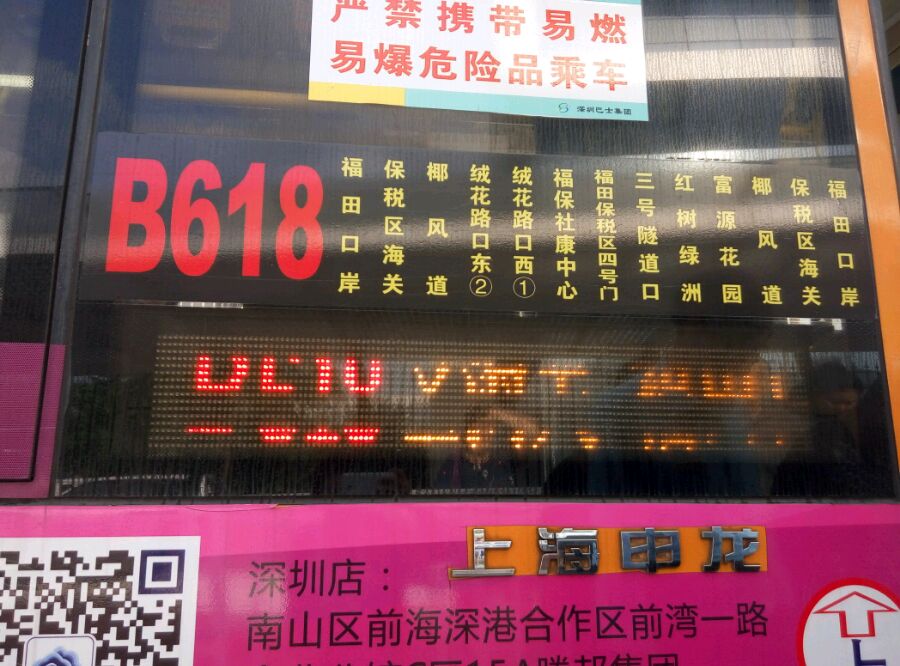 严禁携带易燃
易爆危险品乘车
深圳巴士集团
B618
福田口岸
保税区海关
椰风道
绒花路口东②
绒花路口西①
福保社康中心
福田保税区四号门
三号隧道口
红树绿洲
富源花园
椰风道
保税区海关
福田口岸
上海申龙
深圳店：
南山区前海深港合作区前湾一路